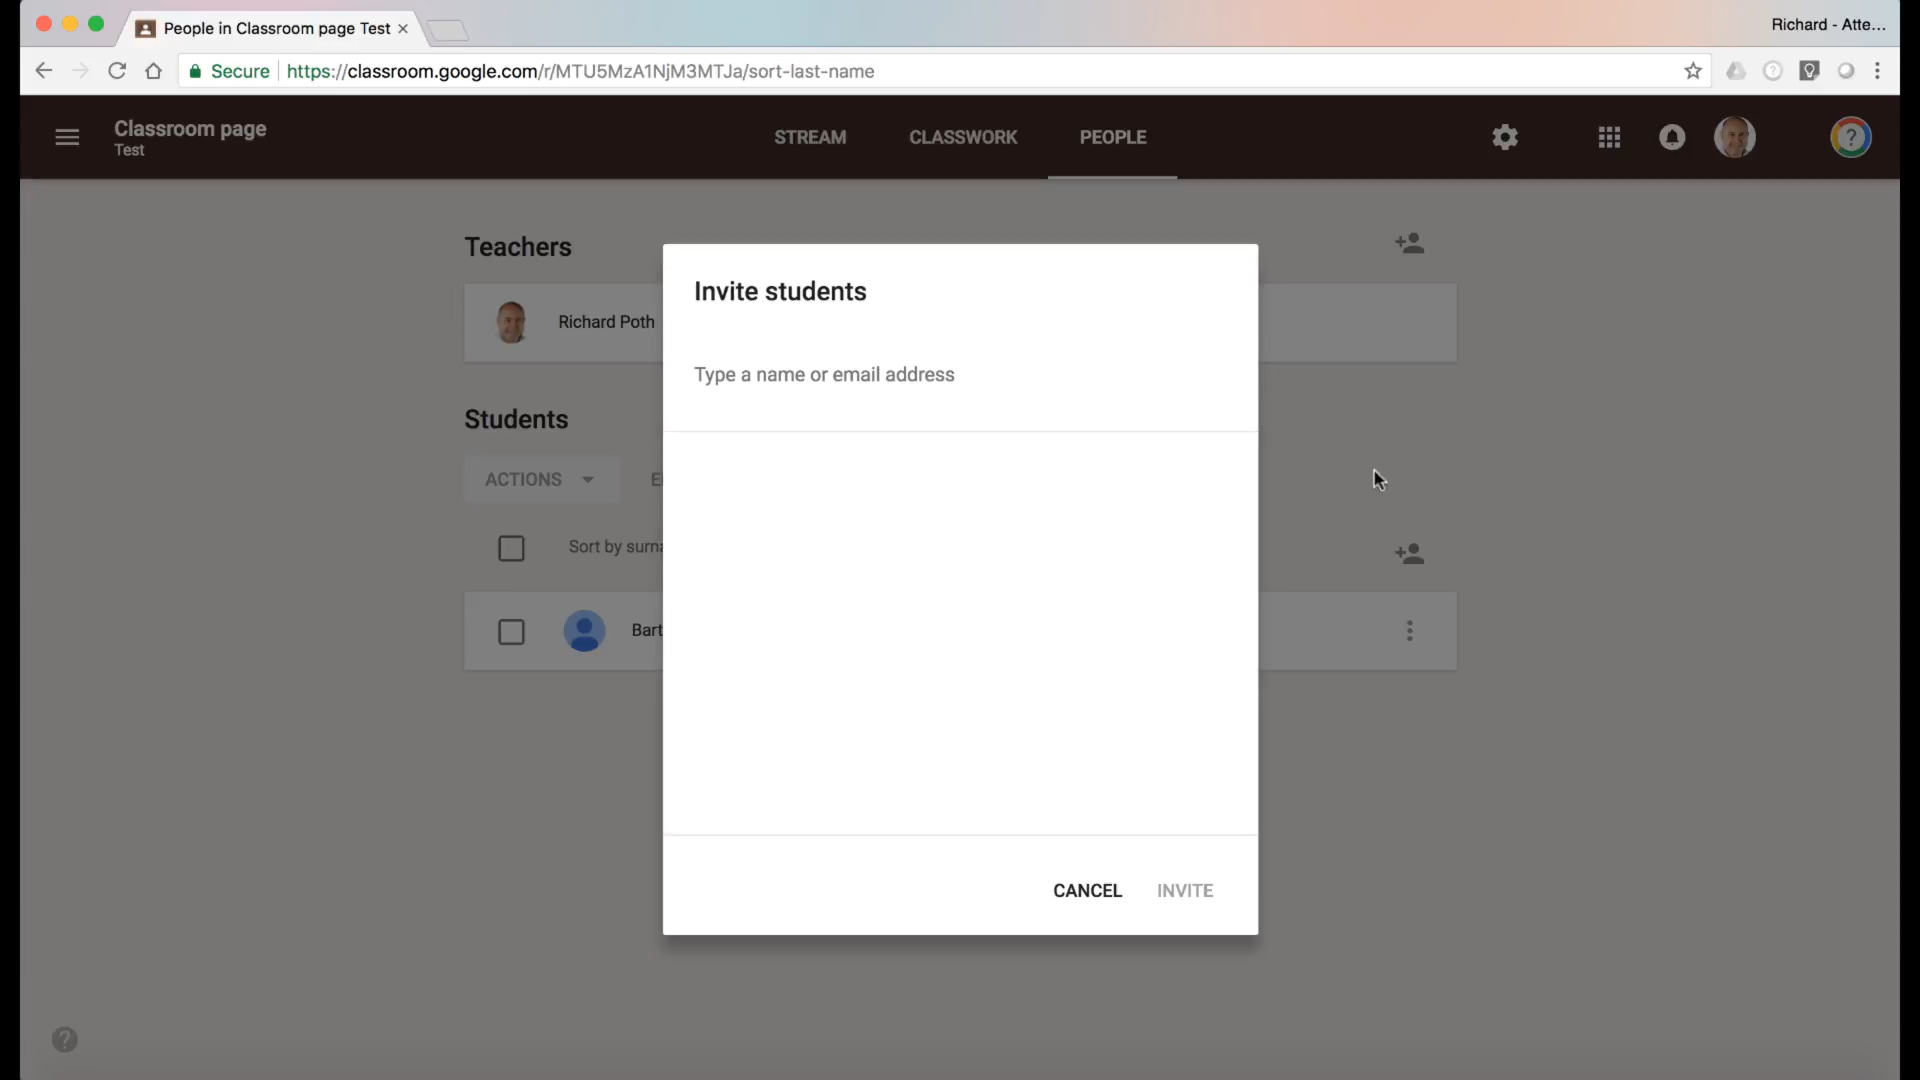 People in Classroom page Test
Richard - Atte...
Secure https://classroom.google.com/r/MTU5MzA1NjM3MTJa/sort-last-name
Classroom page
Test
STREAM CLASSWORK PEOPLE
Teachers
Richard Poth
Invite students
Type a name or email address
Students
ACTIONS
Sort by surna
Bart
CANCEL INVITE